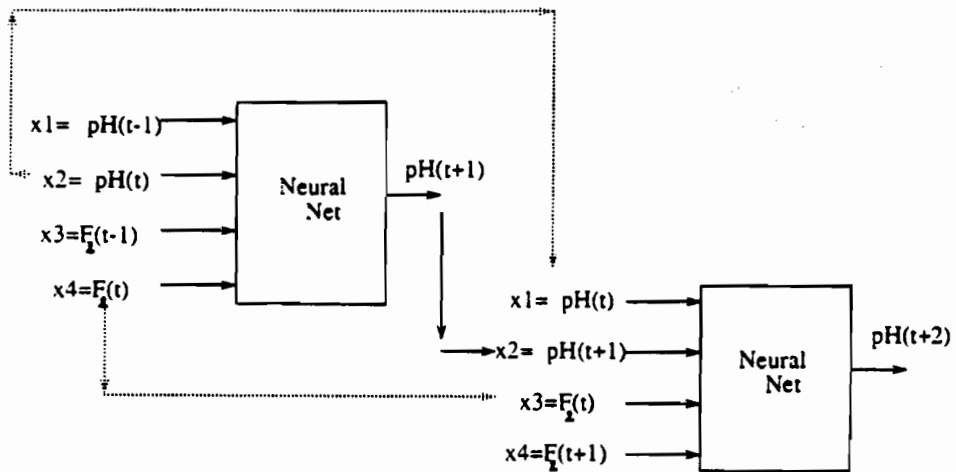 x1= pH(t-1)
x2= pH(t)
x3=F2(t-1)
x4=F2(t)
Neural
Net
pH(t+1)
x1= pH(t)
x2= pH(t+1)
x3=F2(t)
x4=F2(t+1)
Neural
Net
pH(t+2)